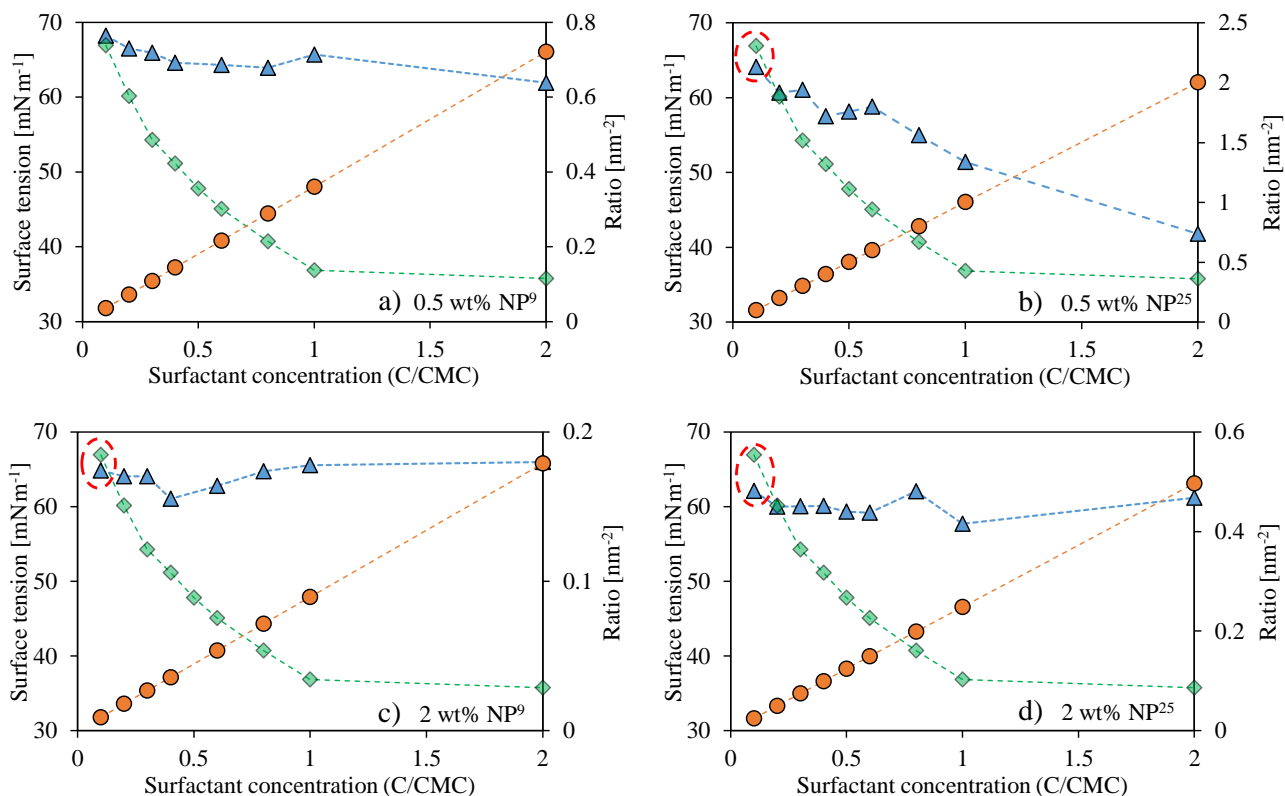 70
60
50
40
30
Surface tension [mN m⁻¹]
0.8
0.6
0.4
0.2
0
Ratio [nm⁻²]
a) 0.5 wt% NP⁹
0 0.5 1 1.5 2
Surfactant concentration (C/CMC)
70
60
50
40
30
Surface tension [mN m⁻¹]
2.5
2
1.5
1
0.5
0
Ratio [nm⁻²]
b) 0.5 wt% NP²⁵
0 0.5 1 1.5 2
Surfactant concentration (C/CMC)
70
60
50
40
30
Surface tension [mN m⁻¹]
0.2
0.1
0
Ratio [nm⁻²]
c) 2 wt% NP⁹
0 0.5 1 1.5 2
Surfactant concentration (C/CMC)
70
60
50
40
30
Surface tension [mN m⁻¹]
0.6
0.4
0.2
0
Ratio [nm⁻²]
d) 2 wt% NP²⁵
0 0.5 1 1.5 2
Surfactant concentration (C/CMC)